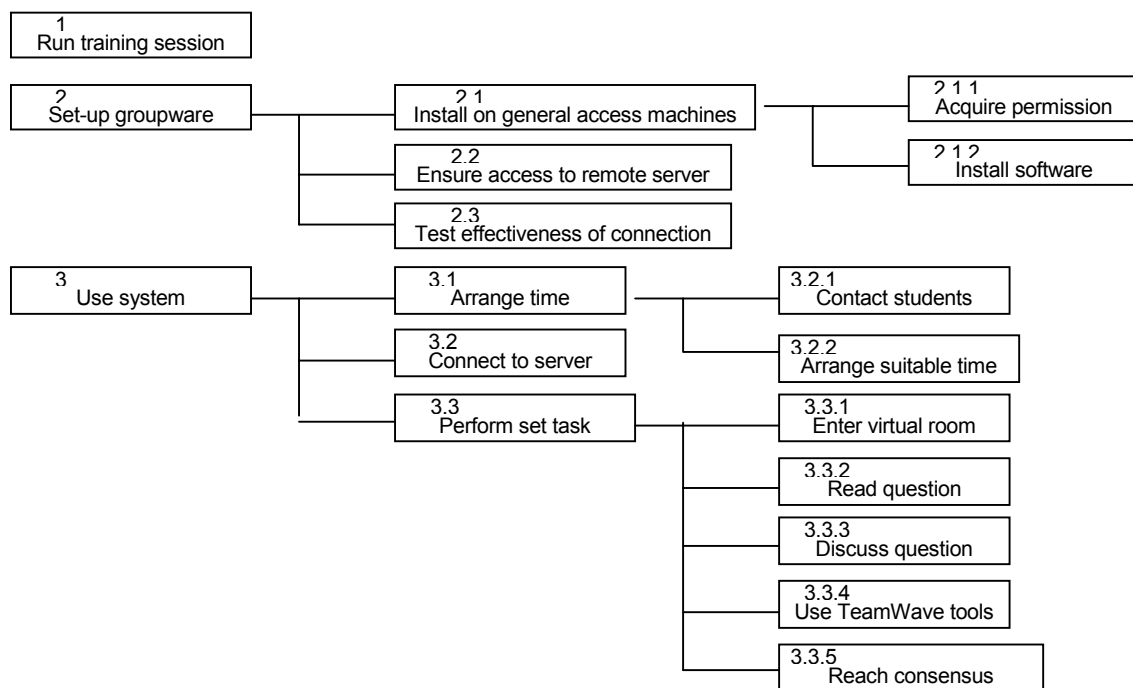 1
Run training session
2
Set-up groupware
2.1
Install on general access machines
2.1.1
Acquire permission
2.1.2
Install software
2.2
Ensure access to remote server
2.3
Test effectiveness of connection
3
Use system
3.1
Arrange time
3.2.1
Contact students
3.2.2
Arrange suitable time
3.2
Connect to server
3.3
Perform set task
3.3.1
Enter virtual room
3.3.2
Read question
3.3.3
Discuss question
3.3.4
Use TeamWave tools
3.3.5
Reach consensus